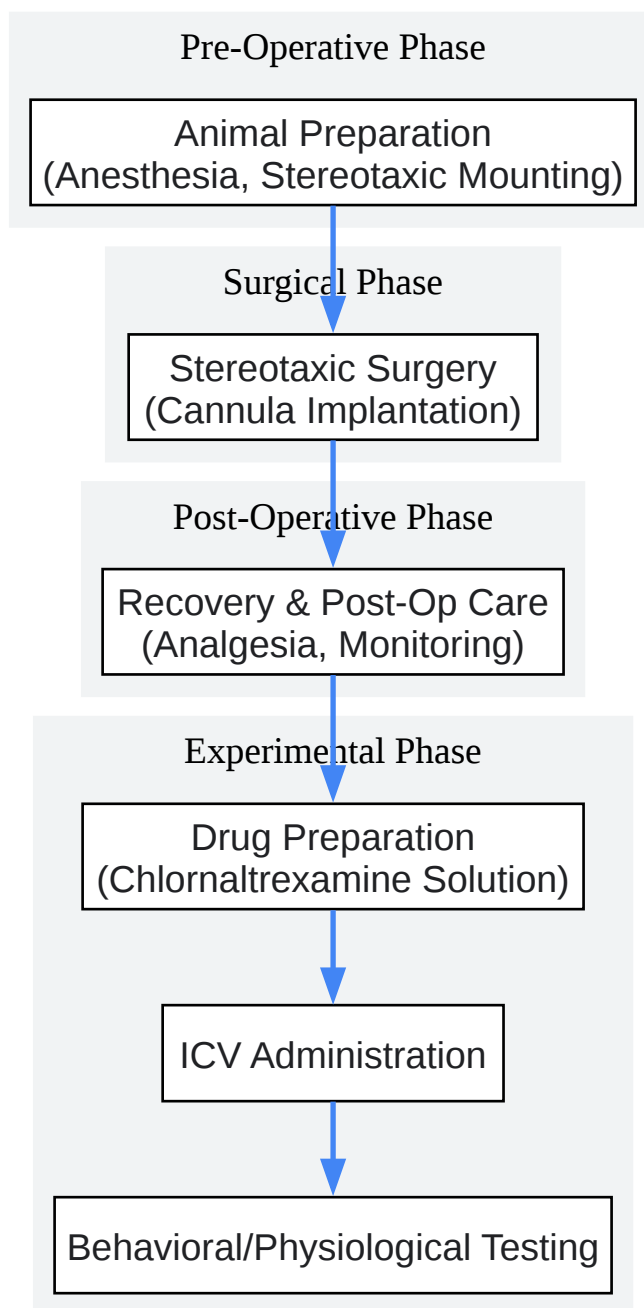 Pre-Operative Phase
Animal Preparation
(Anesthesia, Stereotaxic Mounting)
Surgical Phase
Stereotaxic Surgery
(Cannula Implantation)
Post-Operative Phase
Recovery & Post-Op Care
(Analgesia, Monitoring)
Experimental Phase
Drug Preparation
(Chlornaltrexamine Solution)
ICV Administration
Behavioral/Physiological Testing